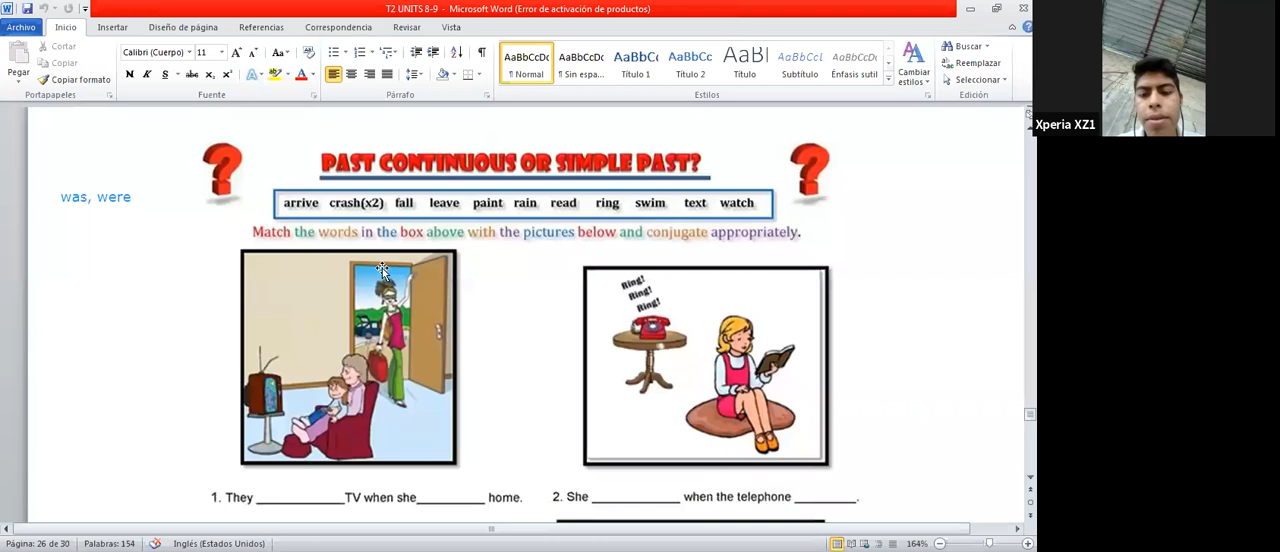 T2 UNITS 8-9 - Microsoft Word (Error de activación de productos)
Archivo Inicio Insertar Diseño de página Referencias Correspondencia Revisar Vista
Pegar
Cortar
Copiar
Copiar formato
Portapapeles
Calibri (Cuerpo) 11
Fuente
Párrafo
AaBbCcDc AaBbCcDc AaBbC AaBbCc AaBl AaBbCcL AaBbCcDc
¶ Normal ¶ Sin espa... Título 1 Título 2 Título Subtítulo Énfasis sutil
Cambiar estilos
Estilos
Buscar
Reemplazar
Seleccionar
Edición
Xperia XZ1
PAST CONTINUOUS OR SIMPLE PAST?
was, were
arrive crash(x2) fall leave paint rain read ring swim text watch
Match the words in the box above with the pictures below and conjugate appropriately.
Ring!
Ring!
Ring!
1. They ____________TV when she_________ home.
2. She ____________ when the telephone ________.
Página: 26 de 30 Palabras: 154 Inglés (Estados Unidos) 164%